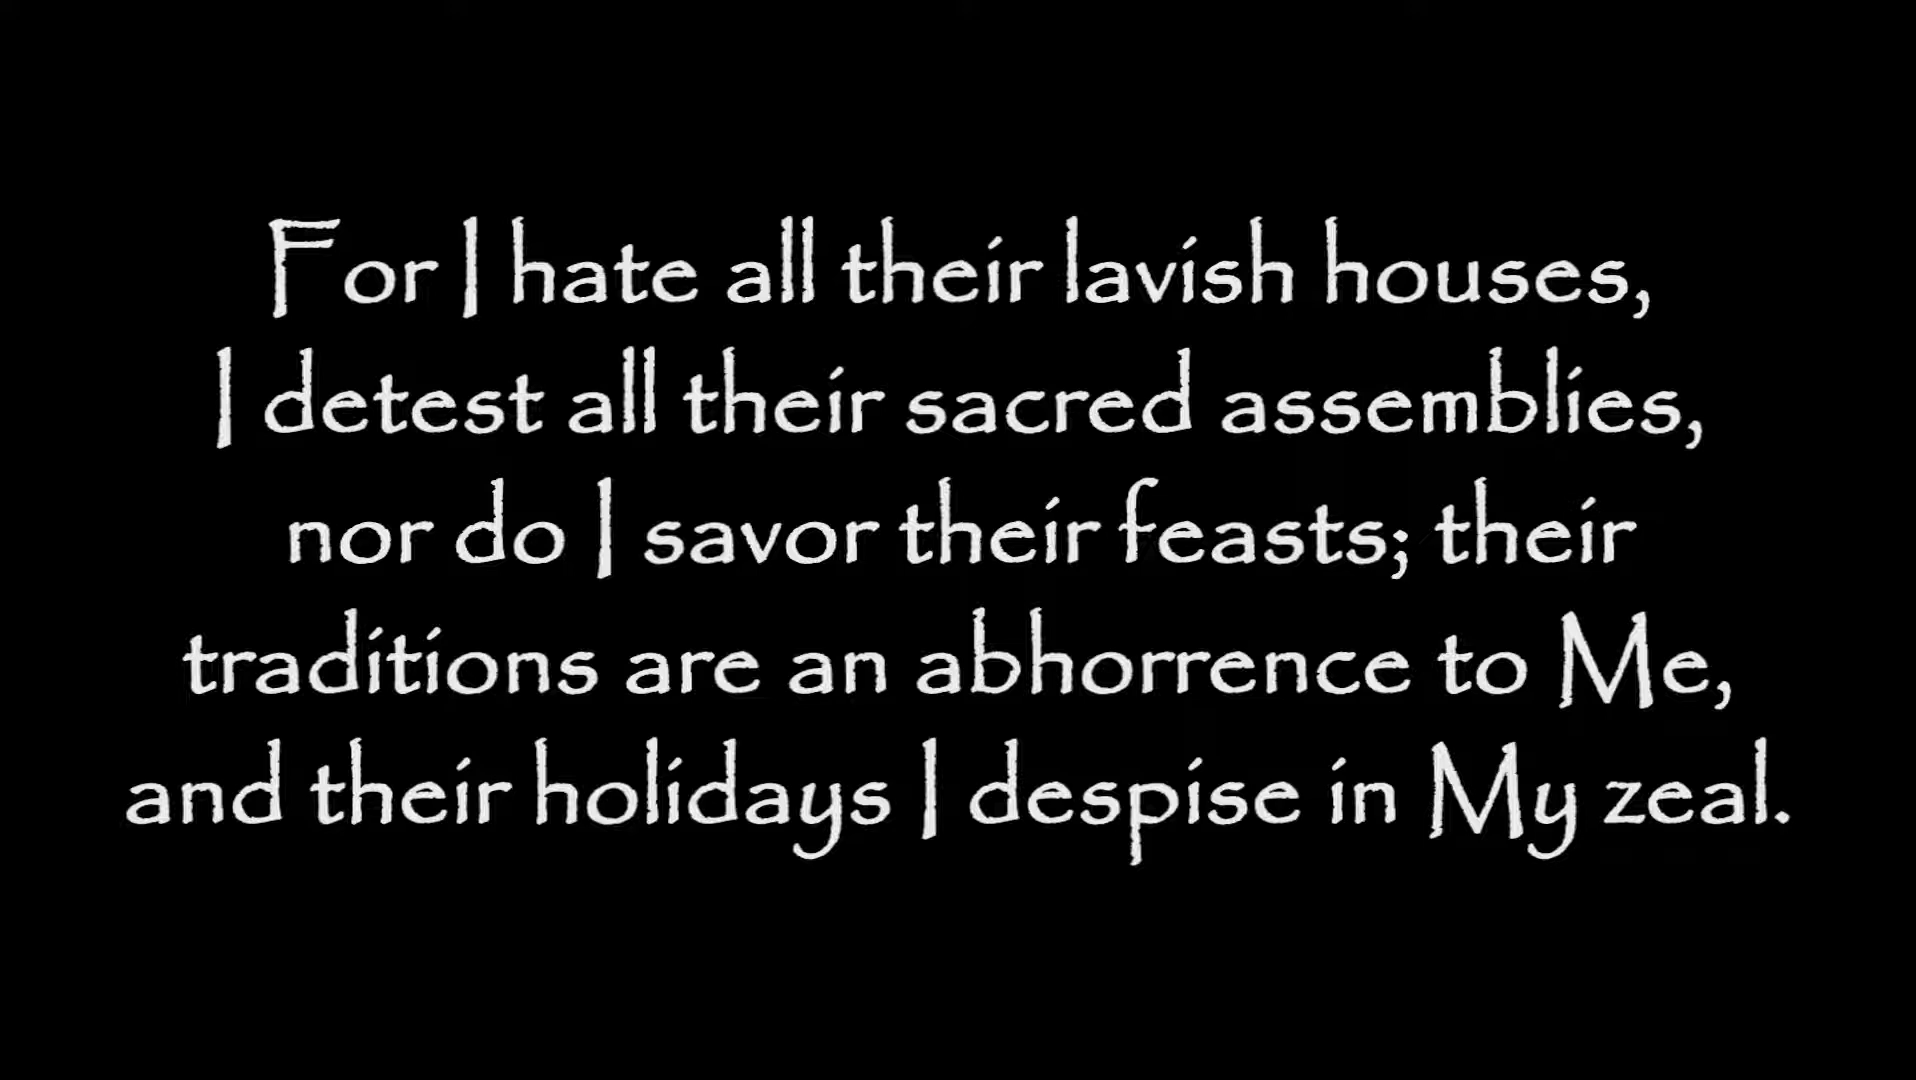 For I hate all their lavish houses,
I detest all their sacred assemblies,
nor do I savor their feasts; their
traditions are an abhorrence to Me,
and their holidays I despise in My zeal.